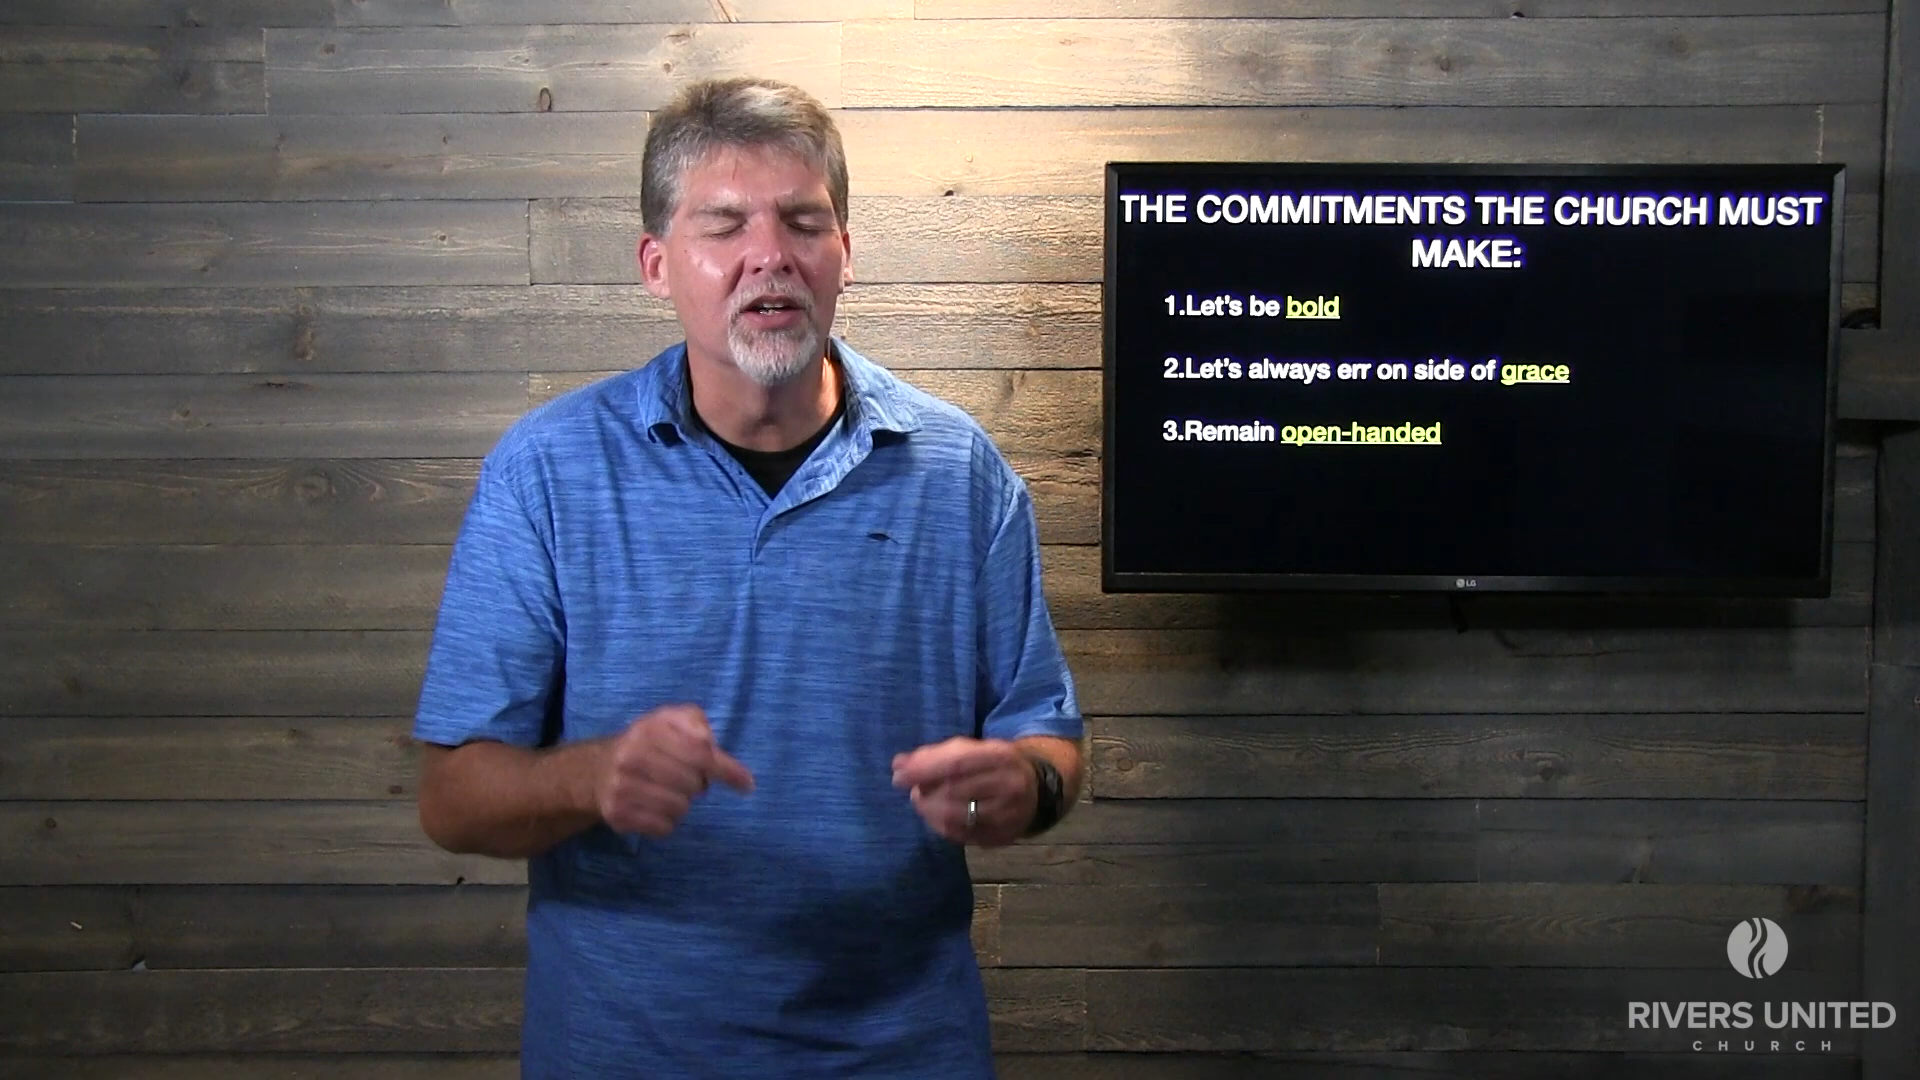 THE COMMITMENTS THE CHURCH MUST
MAKE:
1.Let's be bold
2.Let's always err on side of grace
3.Remain open-handed
LG
RIVERS UNITED
CHURCH